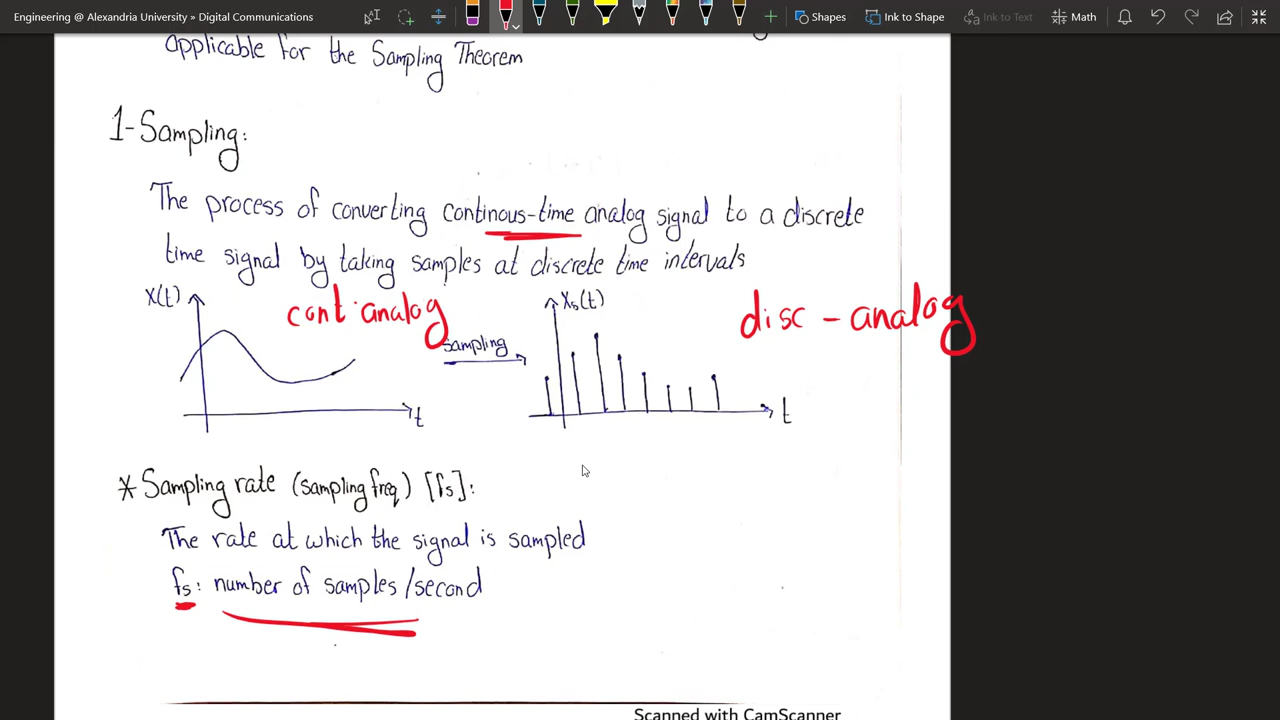 Engineering @ Alexandria University » Digital Communications
Shapes
Ink to Shape
Ink to Text
Math
applicable for the Sampling Theorem
1-Sampling:
The process of converting continous-time analog signal to a discrete
time signal by taking samples at discrete time intervals
x(t)
cont. analog
sampling
xs(t)
disc - analog
t
t
* Sampling rate (sampling freq) [fs]:
The rate at which the signal is sampled
fs: number of samples/second
Scanned with CamScanner